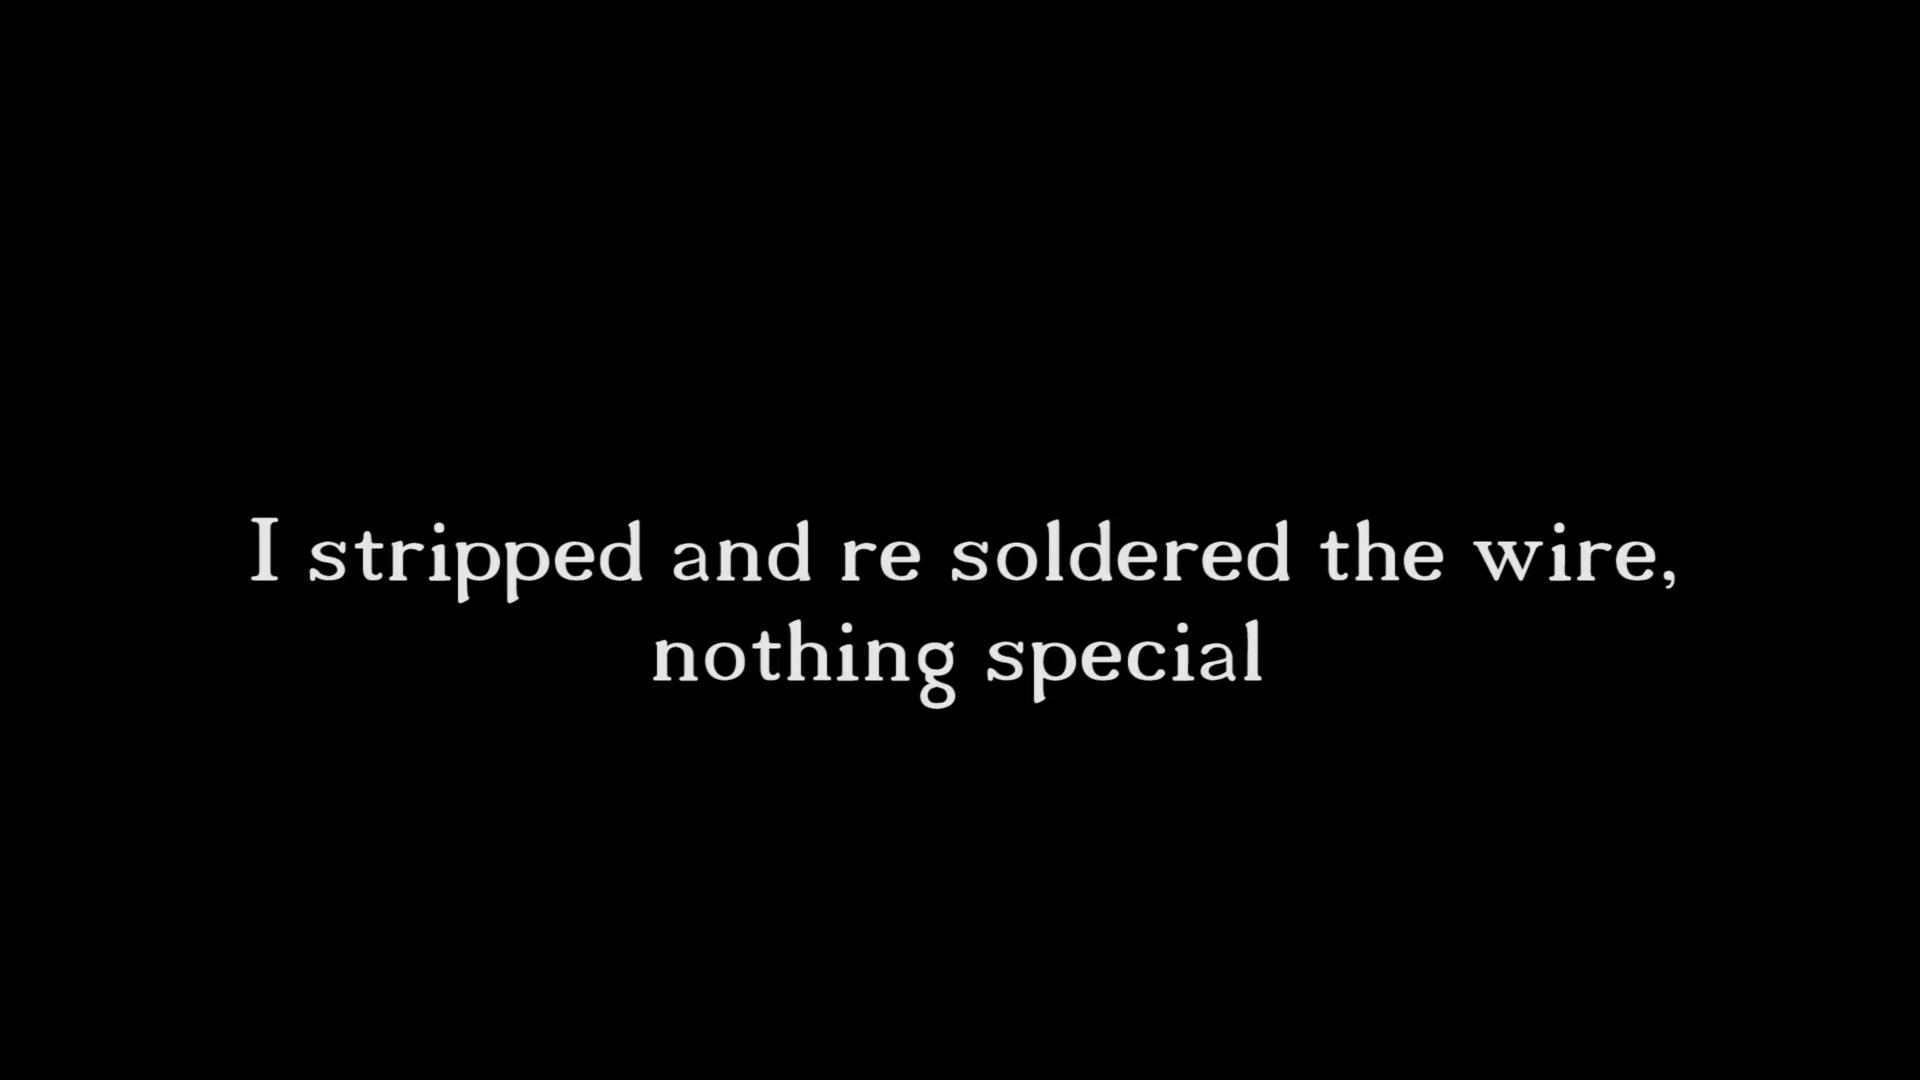 I stripped and re soldered the wire,
nothing special